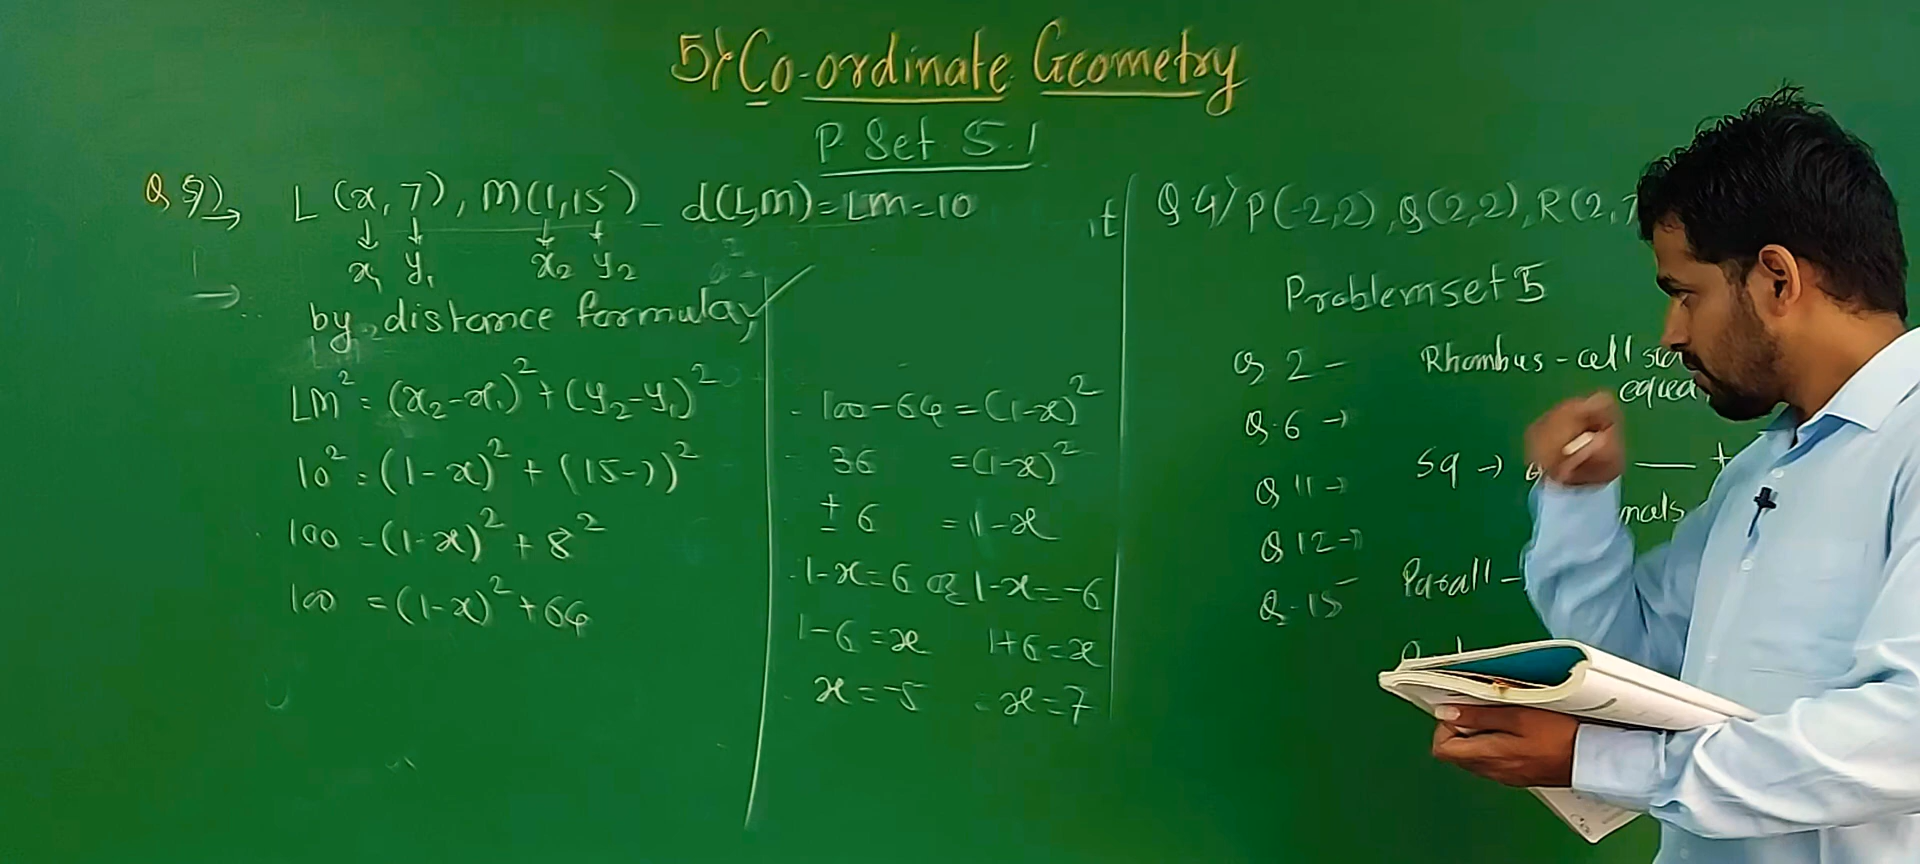 5) Co-ordinate Geometry
P. Set 5.1
Q 5) → L (x, 7), M(1,15) d(L,M)=LM=10
x₁ y₁ x₂ y₂
→ by distance formula,
LM² = (x₂-x₁)² + (y₂-y₁)²
10² = (1-x)² + (15-7)²
100 = (1-x)² + 8²
100 = (1-x)² + 64
100-64 = (1-x)²
36 = (1-x)²
± 6 = 1-x
1-x=6 or 1-x=-6
1-6=x 1+6=x
x=-5 x=7
Q.4) P(-2,2), Q(2,2), R(2,7
Problem set 5
Q 2 -
Q.6 →
Q 11 →
Q 12 →
Q.15
Rhombus -
equal
Sq →
Parall -